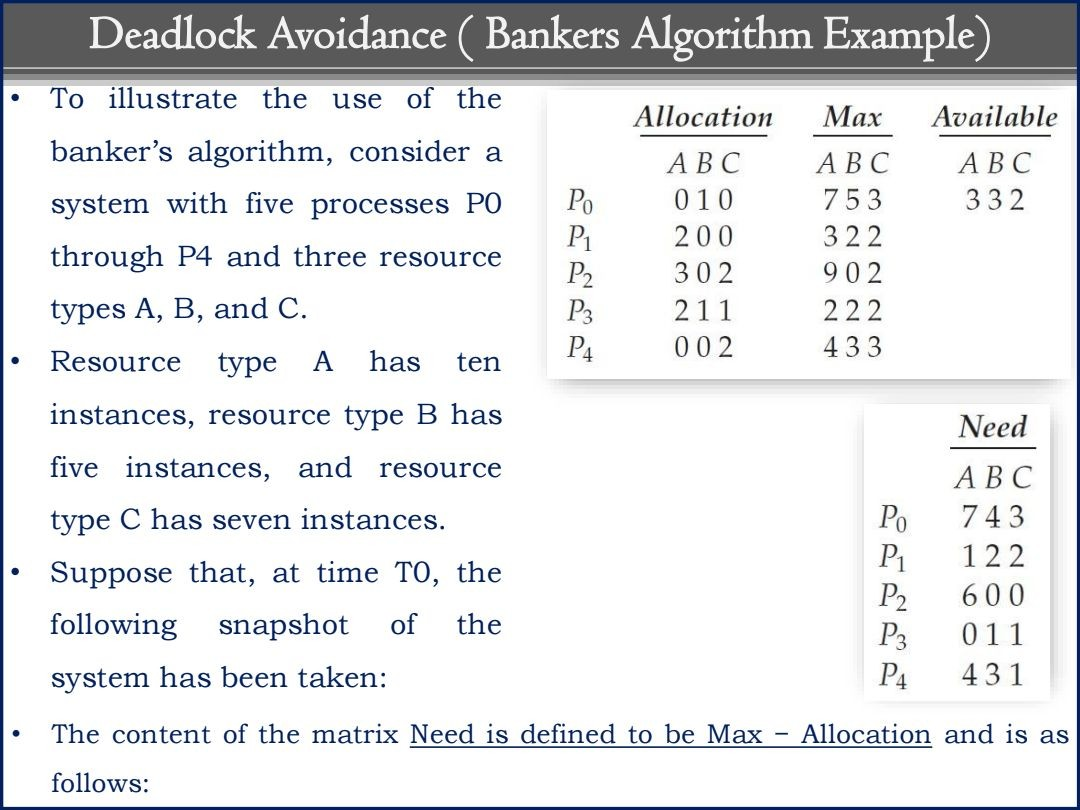 Deadlock Avoidance ( Bankers Algorithm Example)
• To illustrate the use of the
banker’s algorithm, consider a
system with five processes P0
through P4 and three resource
types A, B, and C.
• Resource type A has ten
instances, resource type B has
five instances, and resource
type C has seven instances.
• Suppose that, at time T0, the
following snapshot of the
system has been taken:
Allocation Max Available
A B C A B C A B C
P0 0 1 0 7 5 3 3 3 2
P1 2 0 0 3 2 2
P2 3 0 2 9 0 2
P3 2 1 1 2 2 2
P4 0 0 2 4 3 3
Need
A B C
P0 7 4 3
P1 1 2 2
P2 6 0 0
P3 0 1 1
P4 4 3 1
• The content of the matrix Need is defined to be Max − Allocation and is as
follows: